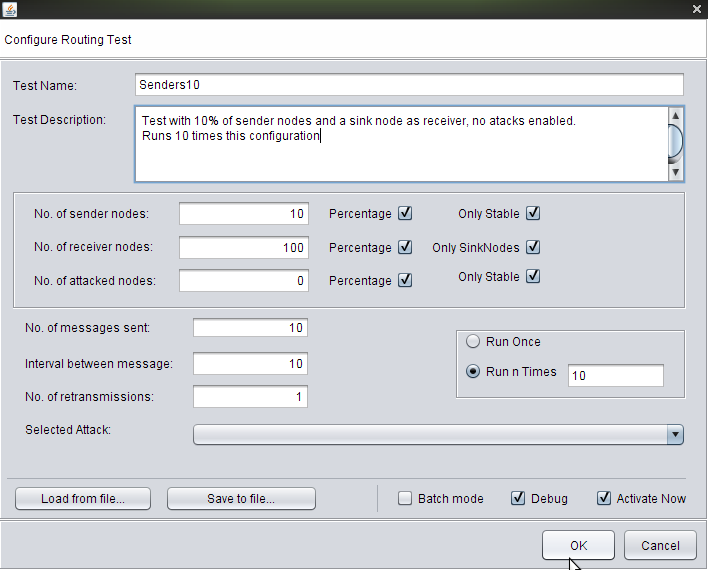 Configure Routing Test
Test Name: Senders10
Test Description: Test with 10% of sender nodes and a sink node as receiver, no atacks enabled.
Runs 10 times this configuration
No. of sender nodes: 10 Percentage Only Stable
No. of receiver nodes: 100 Percentage Only SinkNodes
No. of attacked nodes: 0 Percentage Only Stable
No. of messages sent: 10
Interval between message: 10
No. of retransmissions: 1
Run Once
Run n Times 10
Selected Attack:
Load from file... Save to file... Batch mode Debug Activate Now
OK Cancel